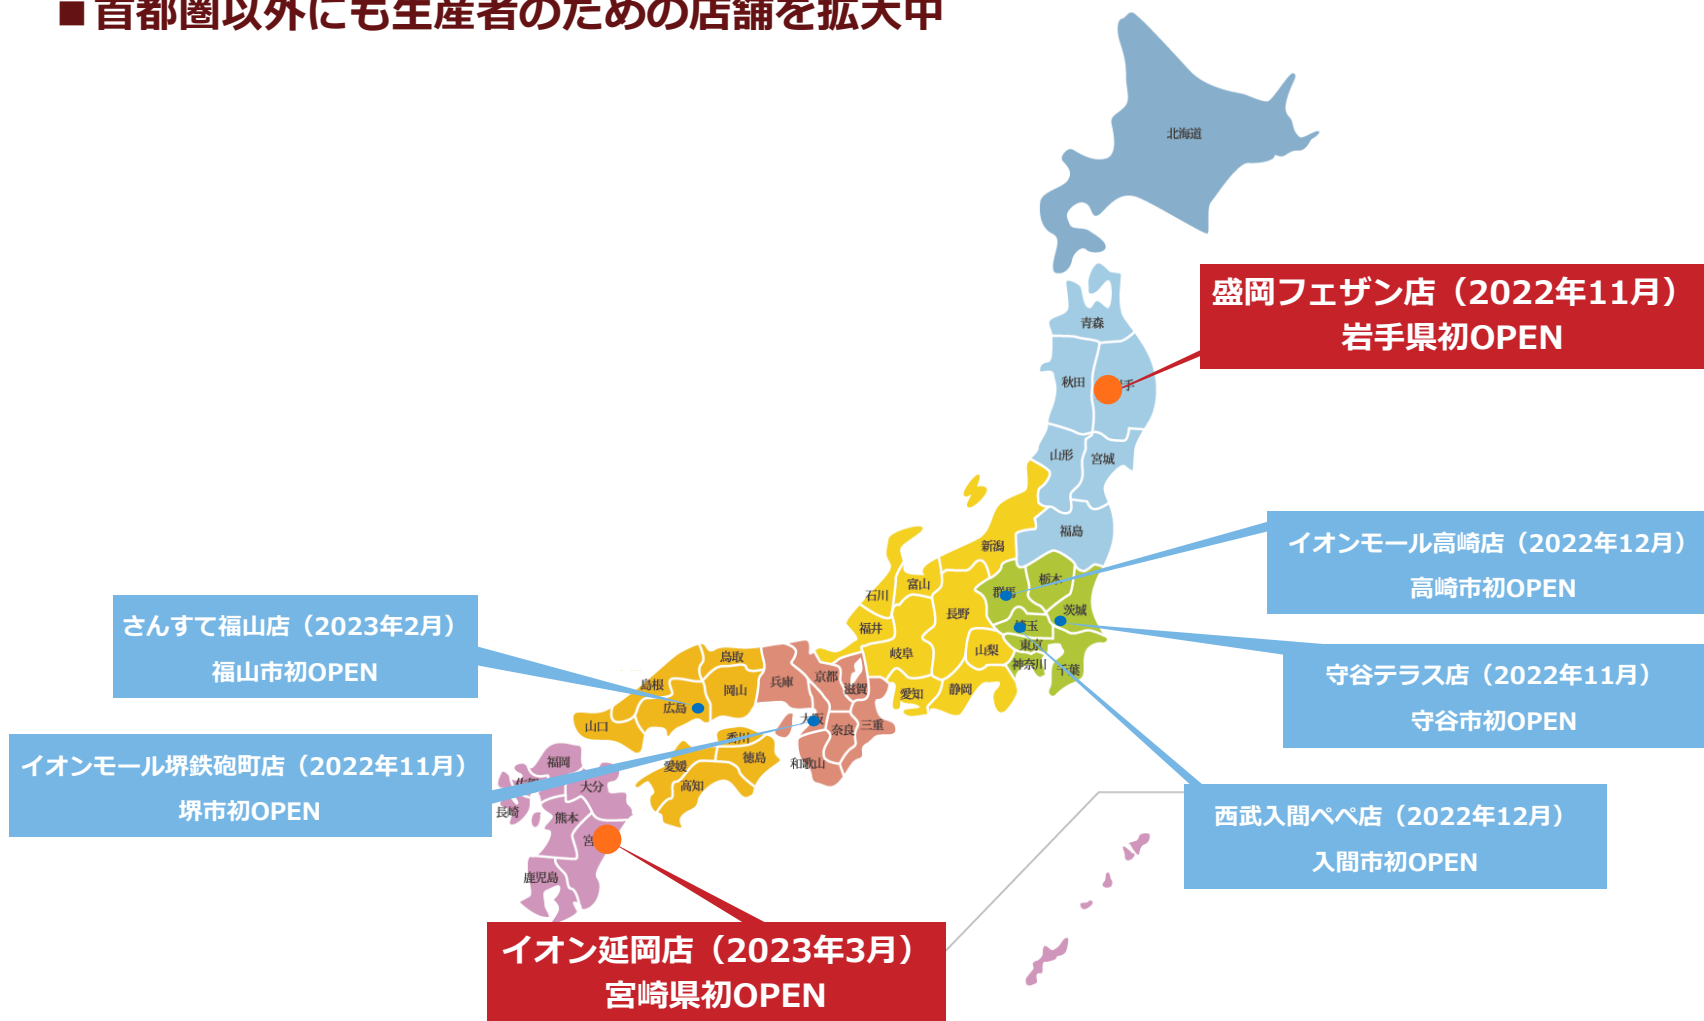 ■首都圏以外にも生産者のための店舗を拡大中
北海道
盛岡フェザン店（2022年11月）
岩手県初OPEN
青森
秋田
手
山形
宮城
福島
新潟
イオンモール高崎店（2022年12月）
高崎市初OPEN
富山
石川
群馬
栃木
長野
茨城
福井
埼玉
さんすて福山店（2023年2月）
福山市初OPEN
岐阜
山梨
東京
神奈川
千葉
守谷テラス店（2022年11月）
守谷市初OPEN
鳥取
島根
岡山
兵庫
京都
滋賀
愛知
静岡
広島
山口
大阪
奈良
三重
香川
徳島
和歌山
愛媛
高知
イオンモール堺鉄砲町店（2022年11月）
堺市初OPEN
福岡
大分
長崎
熊本
宮
鹿児島
西武入間ペペ店（2022年12月）
入間市初OPEN
イオン延岡店（2023年3月）
宮崎県初OPEN